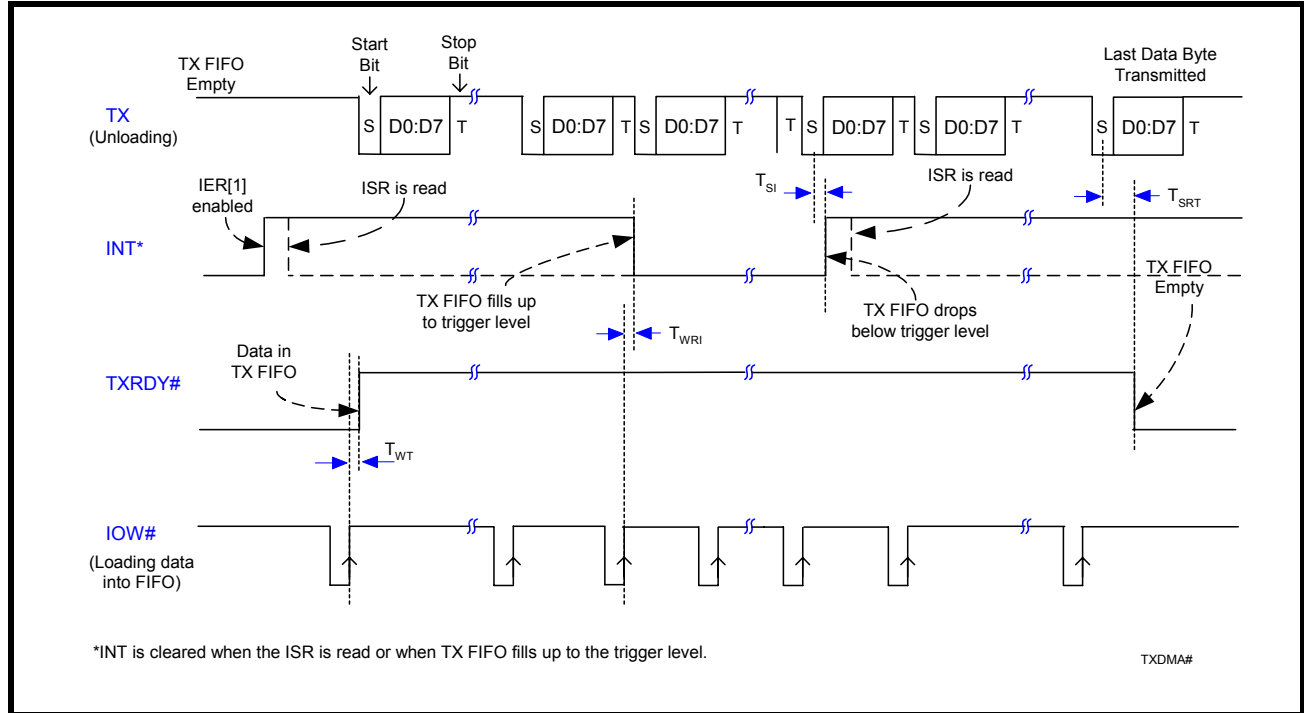 Start
Bit
Stop
Bit
TX FIFO
Empty
Last Data Byte
Transmitted
TX
(Unloading)
S D0:D7 T
S D0:D7 T S D0:D7 T
T S D0:D7 T S D0:D7 T
S D0:D7 T
IER[1]
enabled
ISR is read
TSI
ISR is read
TSRT
INT*
TX FIFO fills up
to trigger level
TX FIFO drops
below trigger level
TX FIFO
Empty
TWRI
Data in
TX FIFO
TXRDY#
TWT
IOW#
(Loading data
into FIFO)
*INT is cleared when the ISR is read or when TX FIFO fills up to the trigger level.
TXDMA#